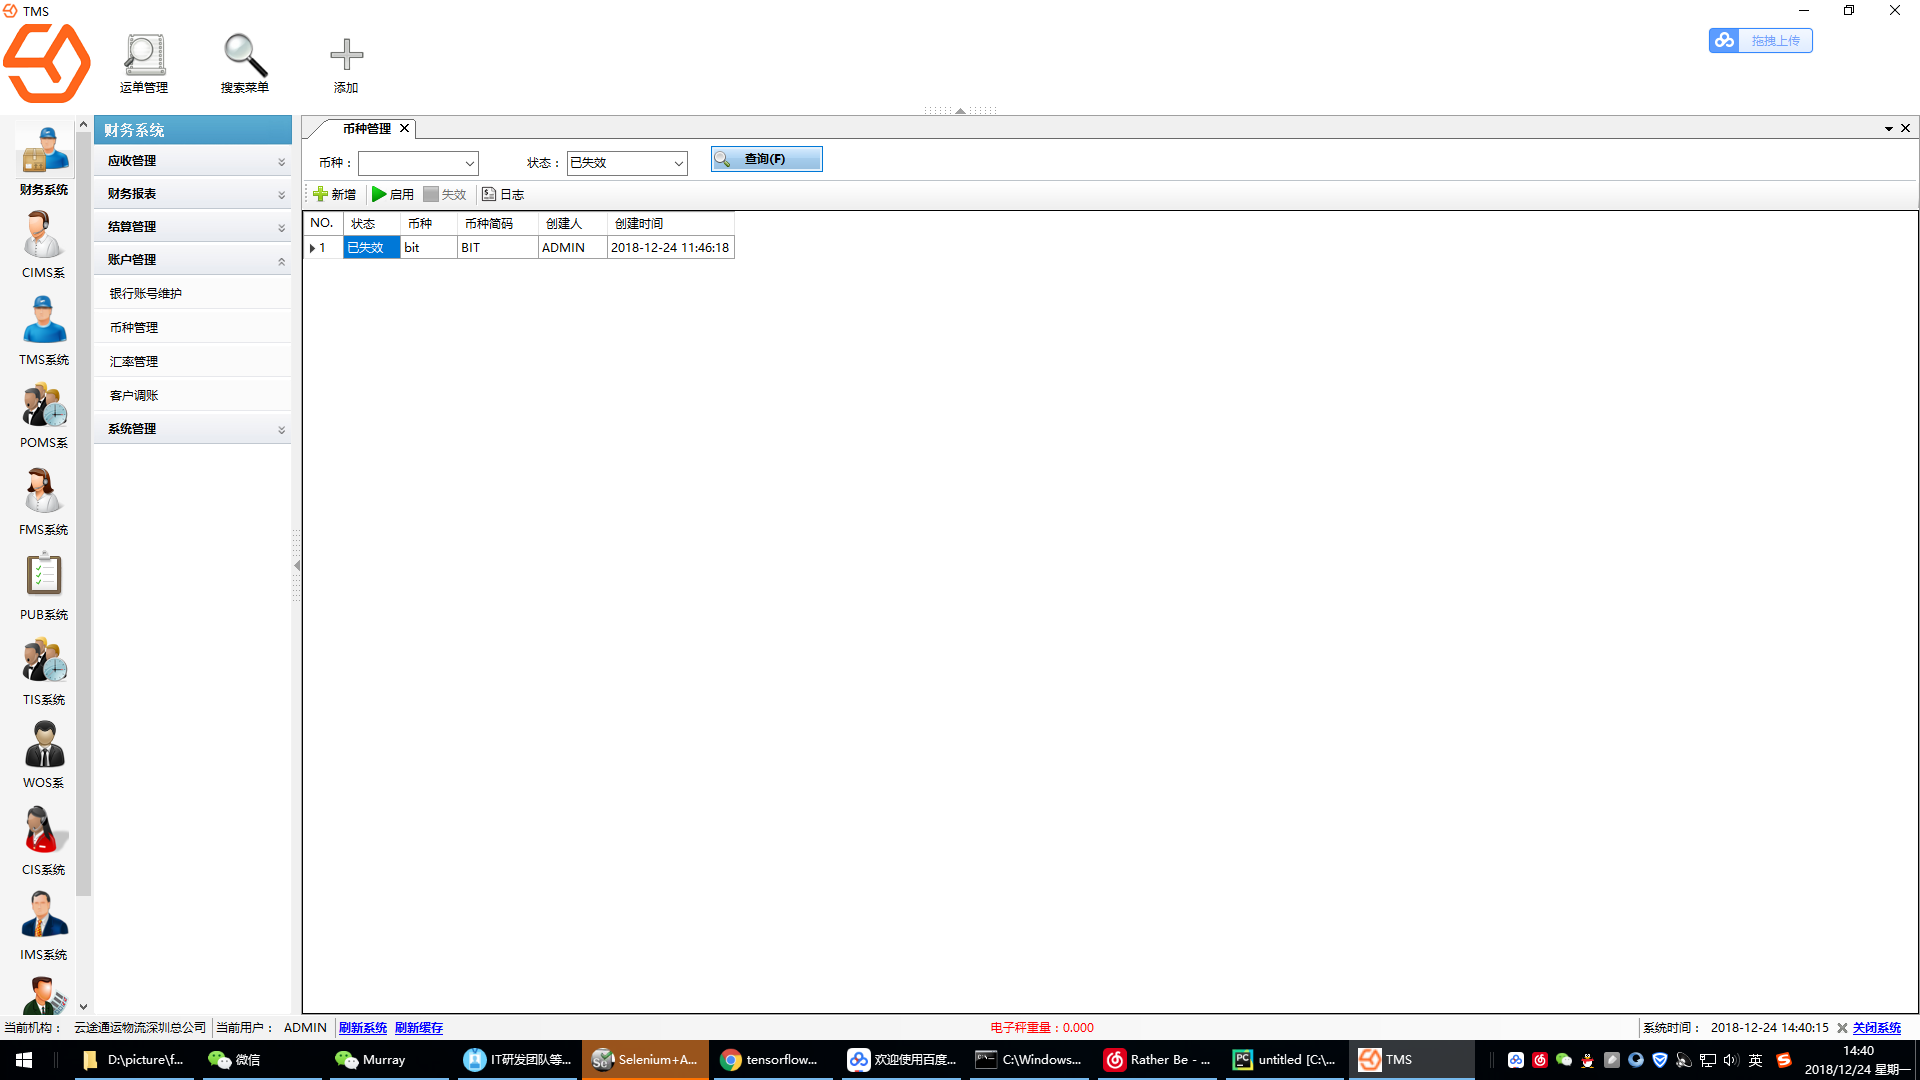 TMS
运单管理
搜索菜单
添加
拖拽上传
财务系统
CIMS系
TMS系统
POMS系
FMS系统
PUB系统
TIS系统
WOS系
CIS系统
IMS系统
财务系统
应收管理
财务报表
结算管理
账户管理
银行账号维护
币种管理
汇率管理
客户调账
系统管理
币种管理
币种：
状态： 已失效
查询(F)
新增 启用 失效 日志
NO. 状态 币种 币种简码 创建人 创建时间
1 已失效 bit BIT ADMIN 2018-12-24 11:46:18
当前机构： 云途通运物流深圳总公司 当前用户： ADMIN 刷新系统 刷新缓存 电子秤重量：0.000 系统时间： 2018-12-24 14:40:15 关闭系统
D:\picture\f... 微信 Murray IT研发团队等... Selenium+A... tensorflow... 欢迎使用百度... C:\Windows... Rather Be - ... untitled [C:\... TMS 英
14:40
2018/12/24 星期一